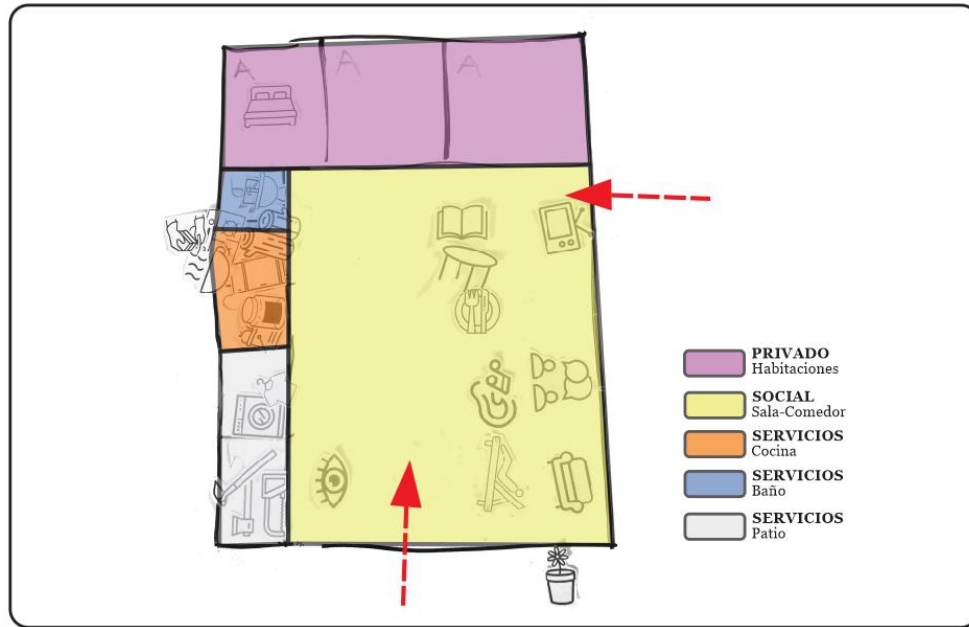 A A A
PRIVADO
Habitaciones
SOCIAL
Sala-Comedor
SERVICIOS
Cocina
SERVICIOS
Baño
SERVICIOS
Patio